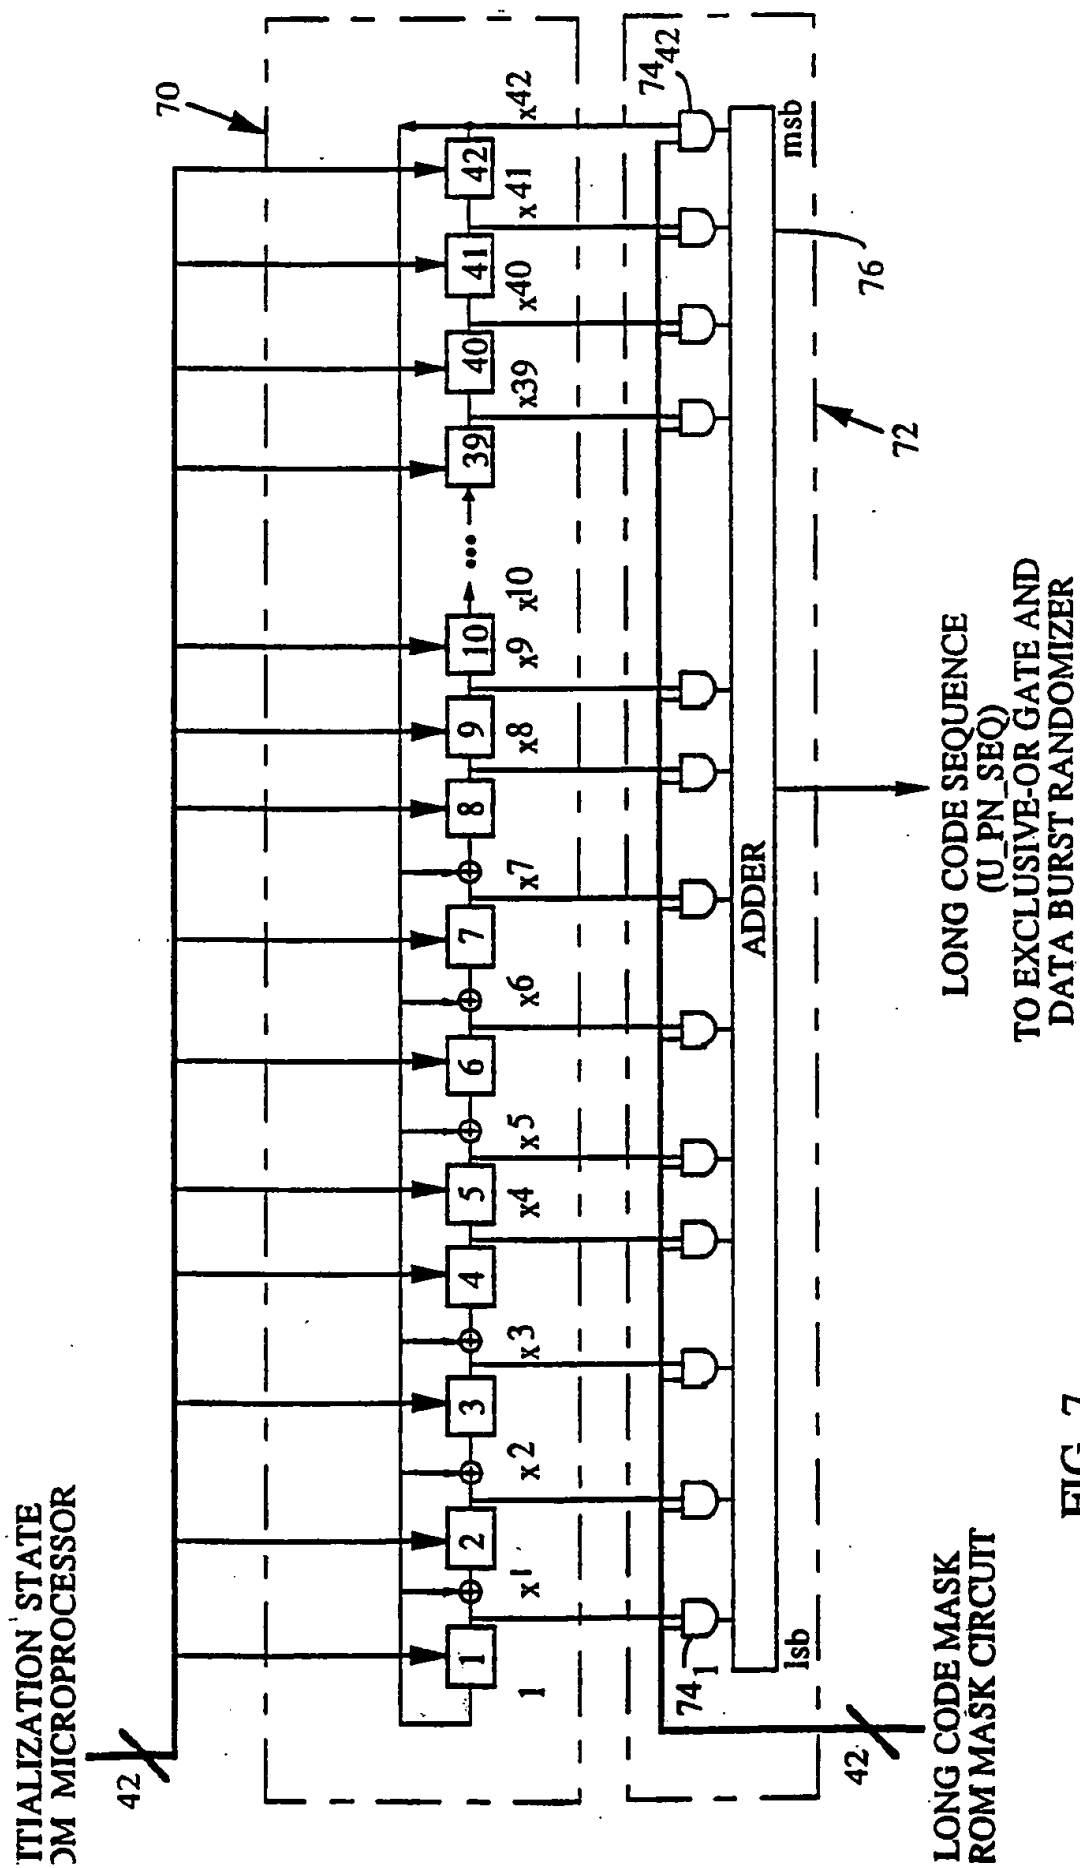 ITIALIZATION STATE
OM MICROPROCESSOR
42
70
1 2 3 4 5 6 7 8 9 10 ••• 39 40 41 42
1 x1 x2 x3 x4 x5 x6 x7 x8 x9 x10 x39 x40 x41 x42
74 1
74 42
ADDER
lsb
msb
42
76
72
LONG CODE MASK
ROM MASK CIRCUIT
LONG CODE SEQUENCE
(U_PN_SEQ)
TO EXCLUSIVE-OR GATE AND
DATA BURST RANDOMIZER
FIG. 7